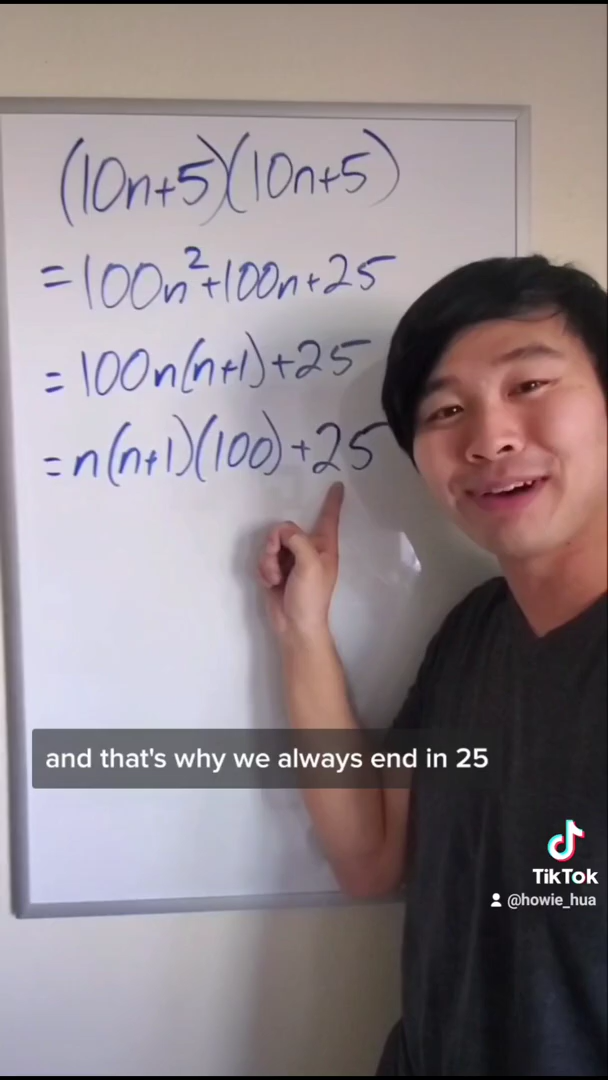 (10n+5)(10n+5)
=100n²+100n+25
=100n(n+1)+25
=n(n+1)(100)+25
and that's why we always end in 25
TikTok
@howie_hua